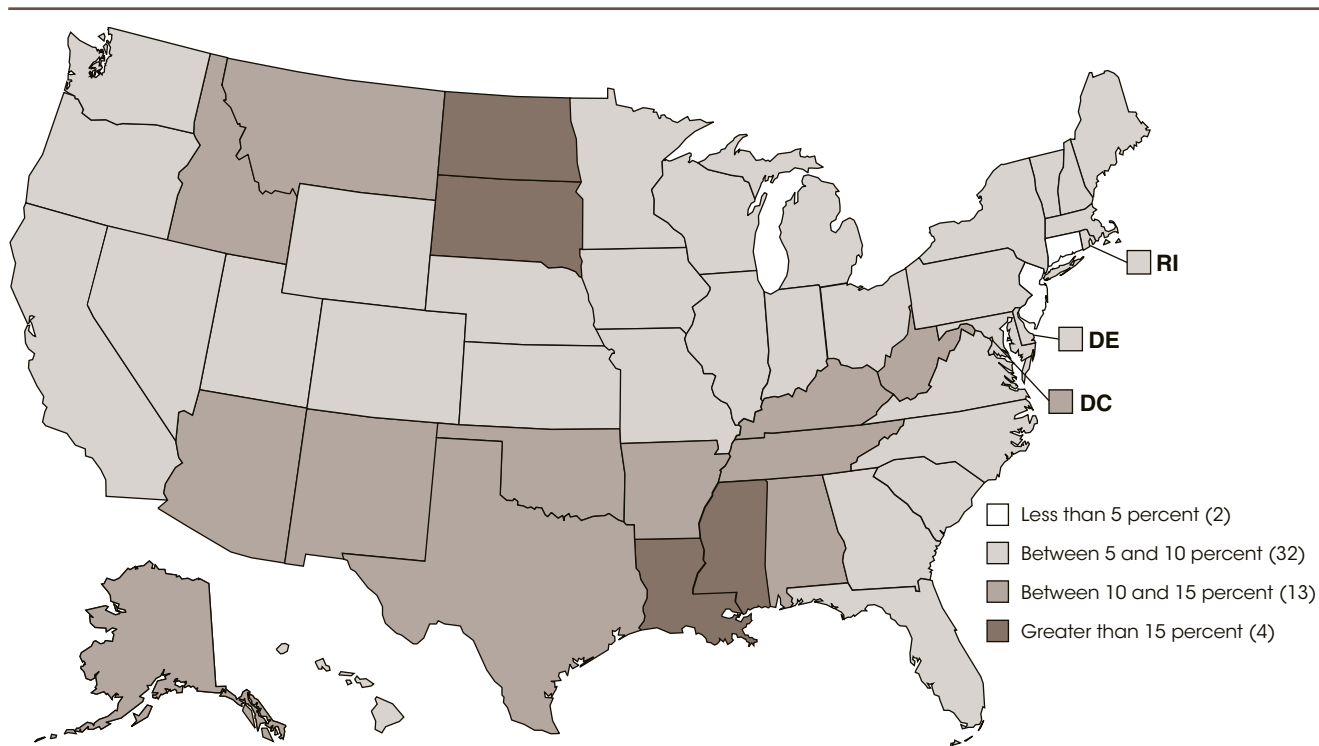 RI
DE
DC
Less than 5 percent (2)
Between 5 and 10 percent (32)
Between 10 and 15 percent (13)
Greater than 15 percent (4)